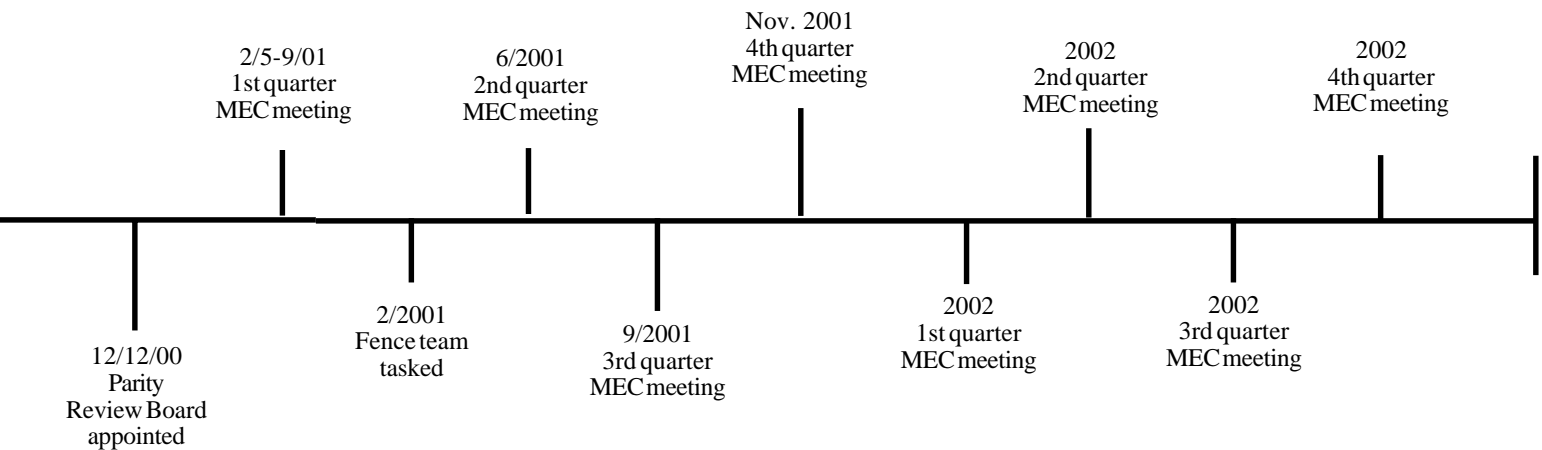 12/12/00
Parity
Review Board
appointed
2/5-9/01
1st quarter
MEC meeting
2/2001
Fence team
tasked
6/2001
2nd quarter
MEC meeting
9/2001
3rd quarter
MEC meeting
Nov. 2001
4th quarter
MEC meeting
2002
1st quarter
MEC meeting
2002
2nd quarter
MEC meeting
2002
3rd quarter
MEC meeting
2002
4th quarter
MEC meeting